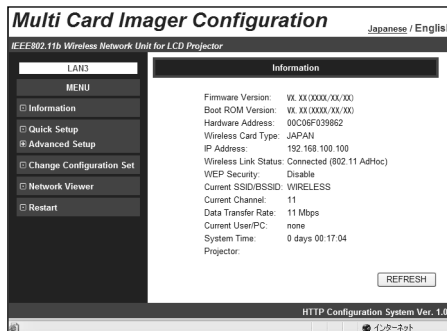 Multi Card Imager Configuration
Japanese / Englis
IEEE802.11b Wireless Network Unit for LCD Projector
LAN3
MENU
Information
Quick Setup
Advanced Setup
Change Configuration Set
Network Viewer
Restart
Information
Firmware Version: VX. XX (XXXX/XX/XX)
Boot ROM Version: VX. XX (XXXX/XX/XX)
Hardware Address: 00C06F039862
Wireless Card Type: JAPAN
IP Address: 192.168.100.100
Wireless Link Status: Connected (802.11 AdHoc)
WEP Security: Disable
Current SSID/BSSID: WIRELESS
Current Channel: 11
Data Transfer Rate: 11 Mbps
Current User/PC: none
System Time: 0 days 00:17:04
Projector:
REFRESH
HTTP Configuration System Ver. 1.0
インターネット